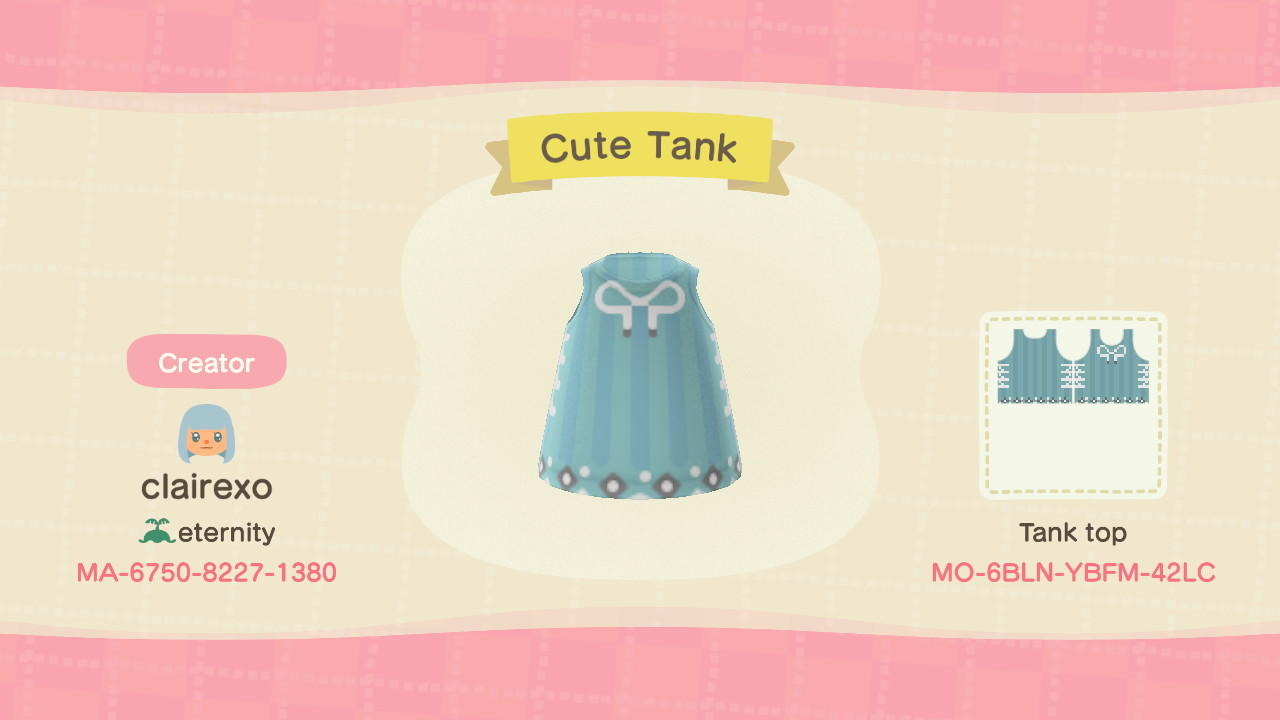 Cute Tank
Creator
clairexo
eternity
MA-6750-8227-1380
Tank top
MO-6BLN-YBFM-42LC